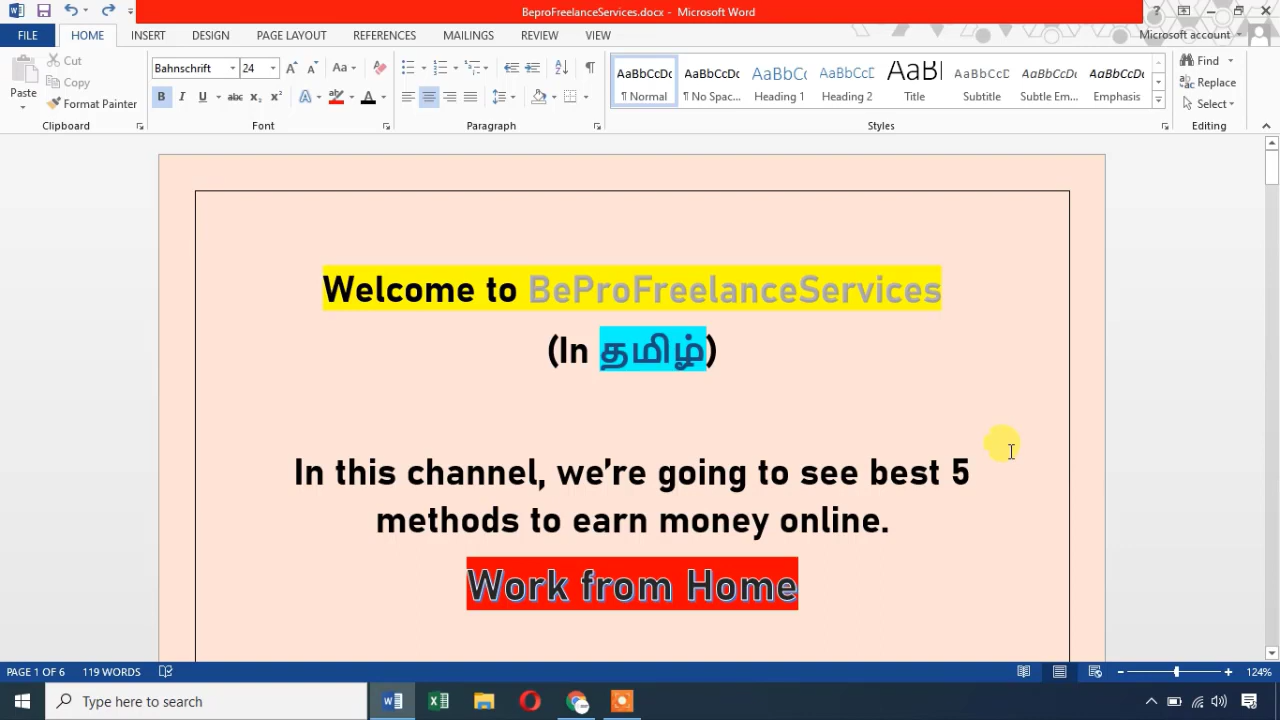 BeproFreelanceServices.docx - Microsoft Word
Microsoft account
FILE HOME INSERT DESIGN PAGE LAYOUT REFERENCES MAILINGS REVIEW VIEW
Cut
Copy
Format Painter
Paste
Clipboard
Bahnschrift 24
Font
Paragraph
AaBbCcDc AaBbCcDc AaBbCc AaBbCcC AaBl AaBbCcD AaBbCcDc AaBbCcDc
¶ Normal ¶ No Spac... Heading 1 Heading 2 Title Subtitle Subtle Em... Emphasis
Styles
Find
Replace
Select
Editing
Welcome to BeProFreelanceServices
(In தமிழ்)
In this channel, we’re going to see best 5
methods to earn money online.
Work from Home
PAGE 1 OF 6 119 WORDS 124%
Type here to search